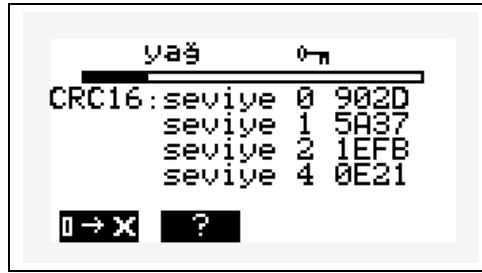 yağ
CRC16:seviye 0 902D
seviye 1 5A37
seviye 2 1EFB
seviye 4 0E21
→ X ?